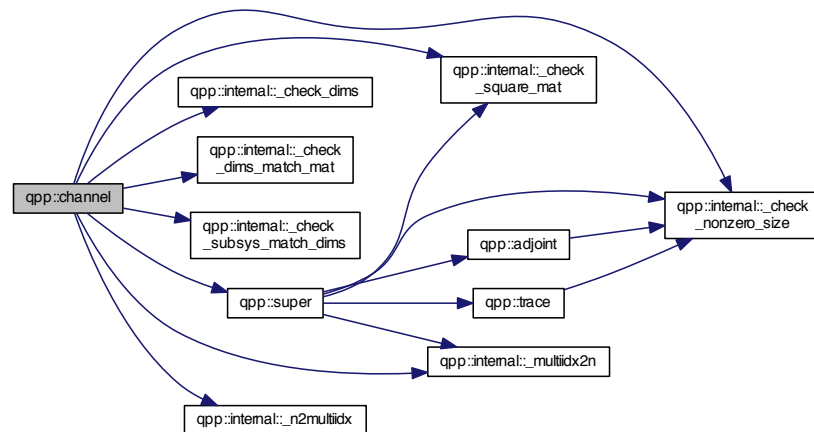 qpp::channel
qpp::internal::_check_dims
qpp::internal::_check
_dims_match_mat
qpp::internal::_check
_subsys_match_dims
qpp::super
qpp::internal::_n2multiidx
qpp::internal::_check
_square_mat
qpp::adjoint
qpp::trace
qpp::internal::_multiidx2n
qpp::internal::_check
_nonzero_size